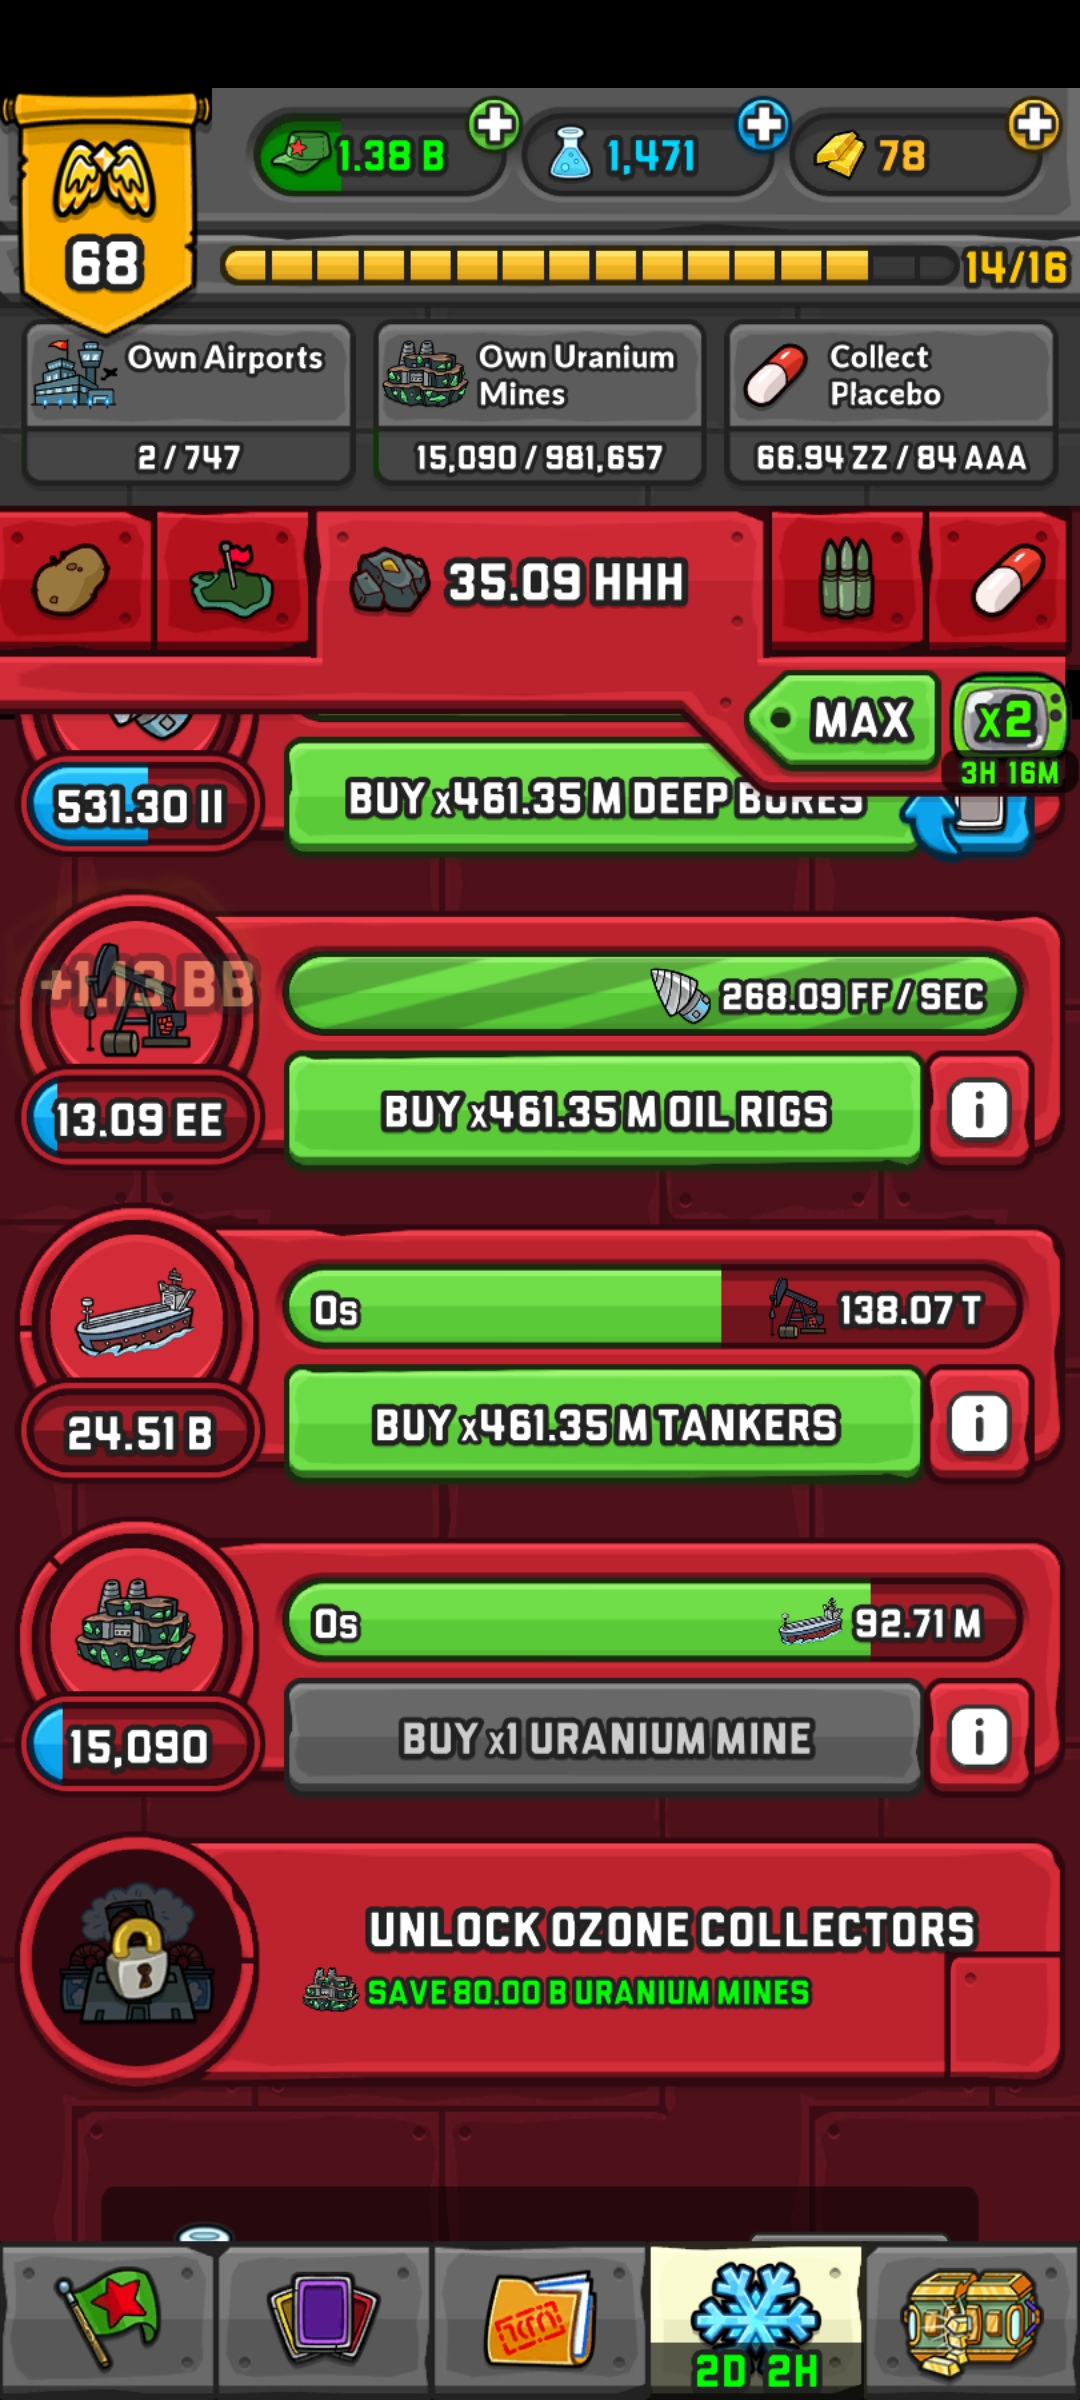 1.38 B
1,471
78
68
14/16
Own Airports
2 / 747
Own Uranium
Mines
15,090 / 981,657
Collect
Placebo
66.94 ZZ / 84 AAA
35.09 HHH
MAX
x2
3H 16M
531.30 II
BUY x461.35 M DEEP BORES
+1.13 BB
268.09 FF / SEC
13.09 EE
BUY x461.35 M OIL RIGS
i
0s
138.07 T
24.51 B
BUY x461.35 M TANKERS
i
0s
92.71 M
15,090
BUY x1 URANIUM MINE
i
UNLOCK OZONE COLLECTORS
SAVE 80.00 B URANIUM MINES
2D 2H